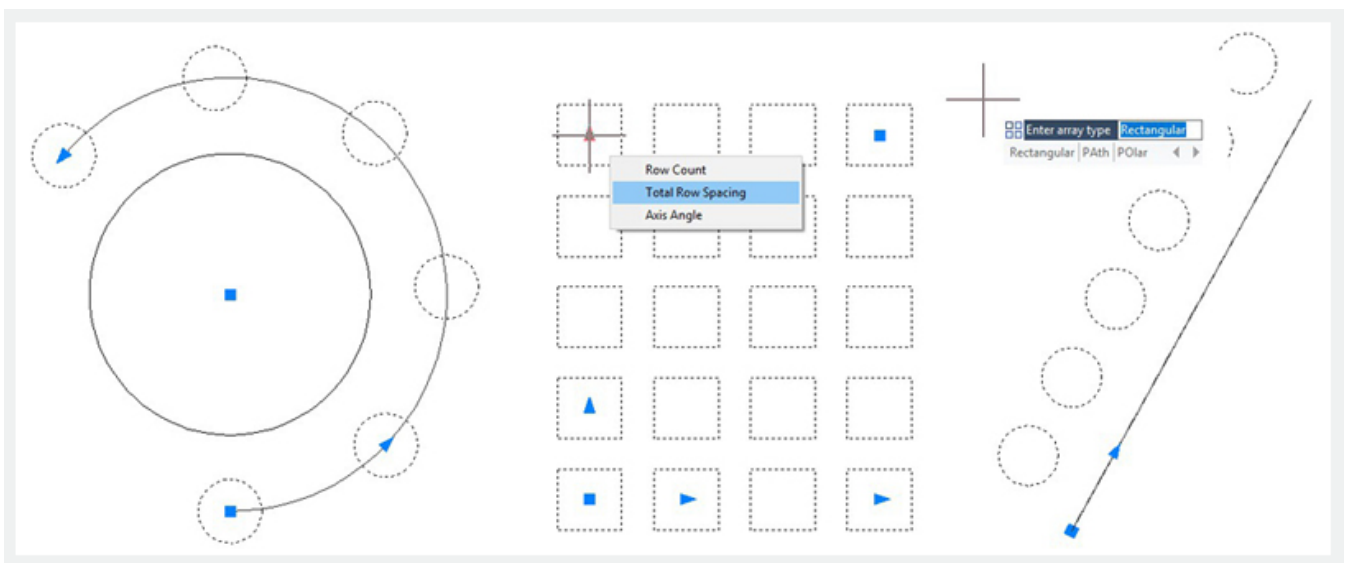 Row Count
Total Row Spacing
Axis Angle
Enter array type Rectangular
Rectangular PAth POlar